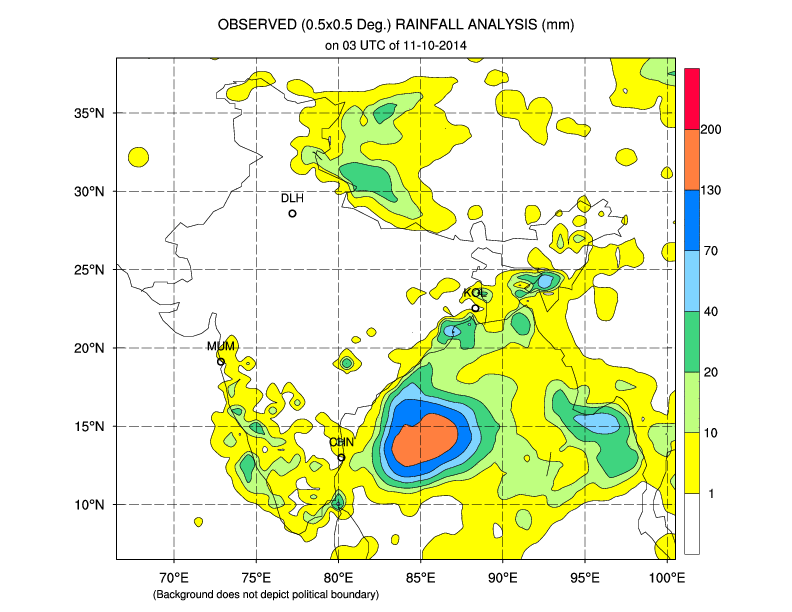 OBSERVED (0.5x0.5 Deg.) RAINFALL ANALYSIS (mm)
on 03 UTC of 11-10-2014
35°N
30°N
25°N
20°N
15°N
10°N
DLH
KOL
MUM
CHN
200
130
70
40
20
10
1
70°E
75°E
80°E
85°E
90°E
95°E
100°E
(Background does not depict political boundary)